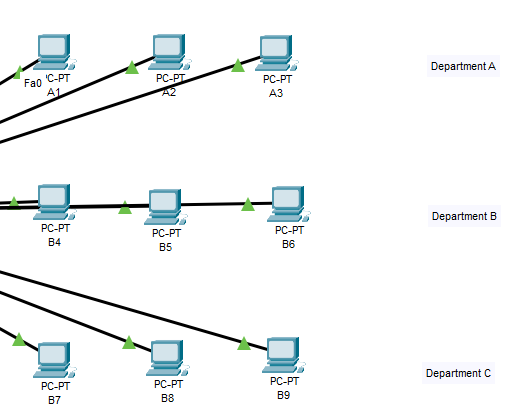 PC-PT
A1
Fa0
PC-PT
A2
PC-PT
A3
Department A
PC-PT
B4
PC-PT
B5
PC-PT
B6
Department B
PC-PT
B7
PC-PT
B8
PC-PT
B9
Department C